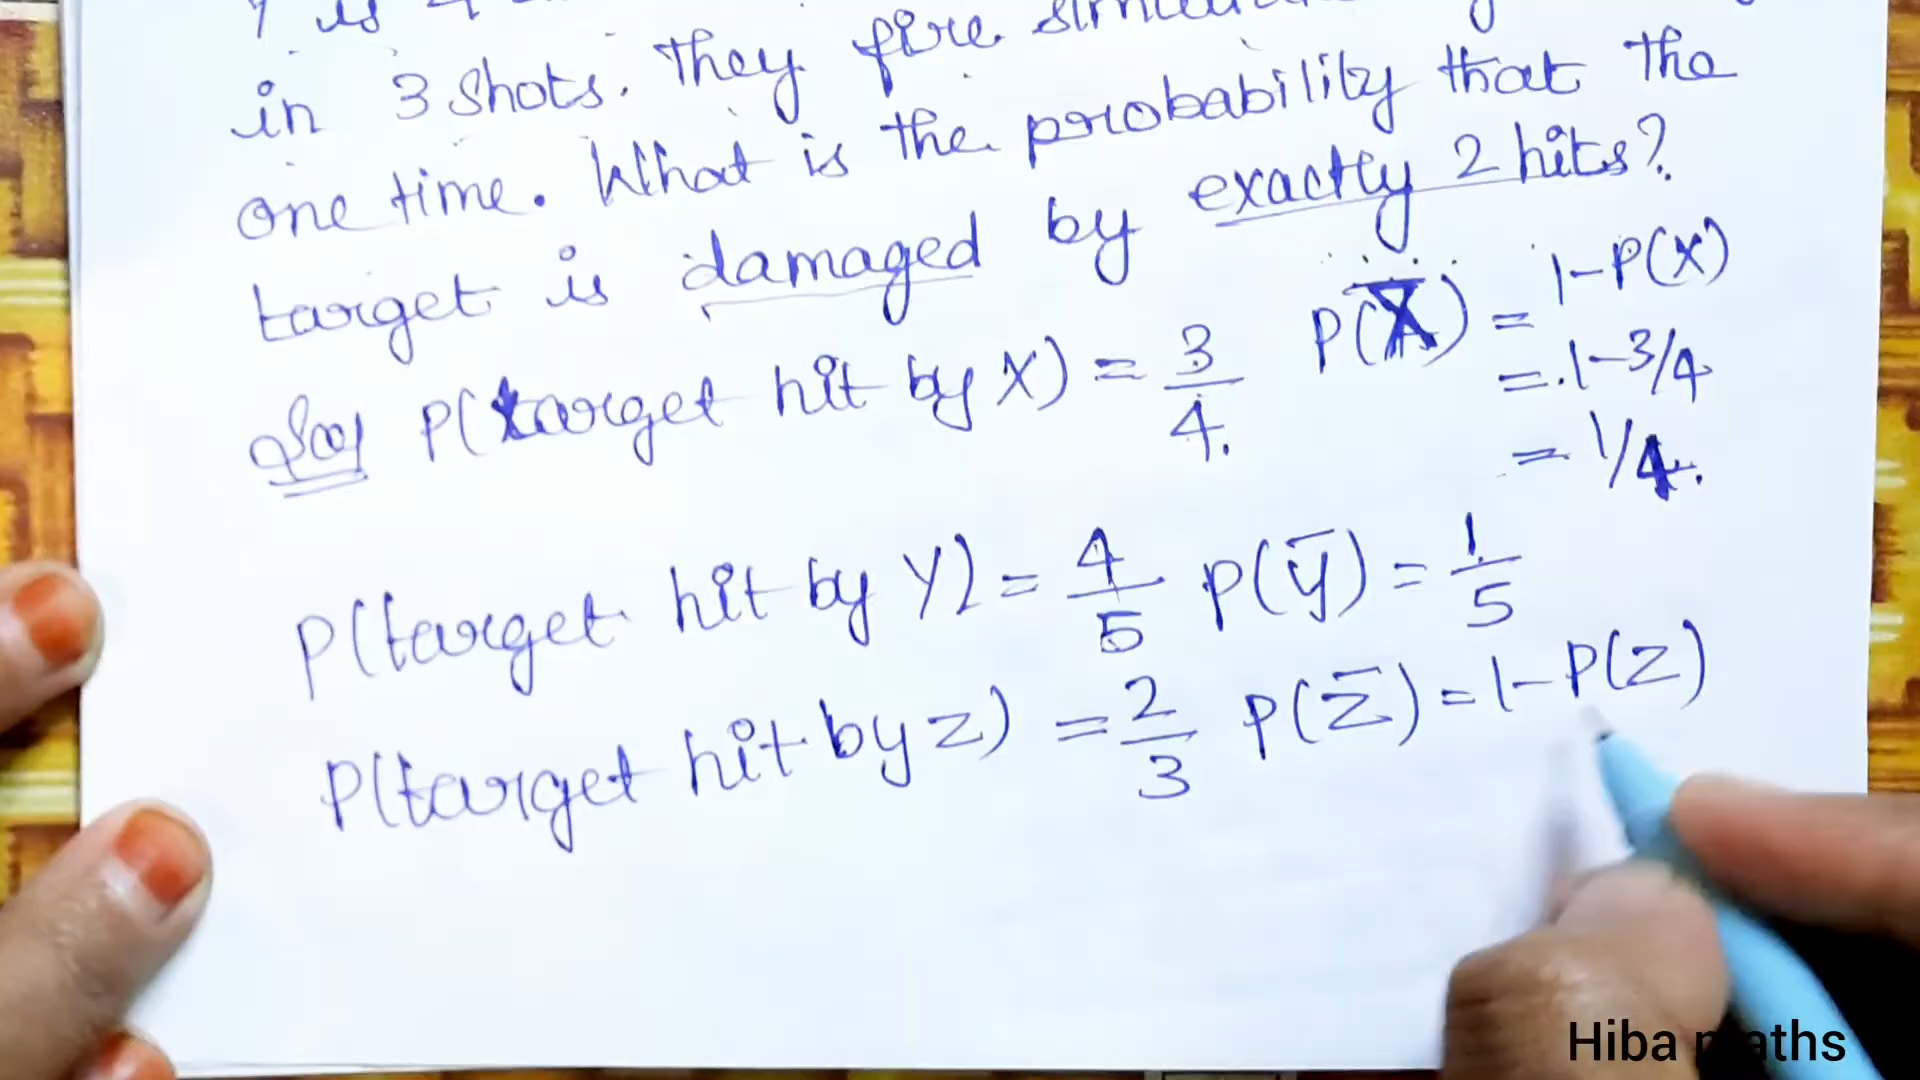 is 4
in 3 shots. They fire
one time. What is the probability that the
target is damaged by exactly 2 hits?
Sol P(target hit by X) = 3/4. P(X̅) = 1-P(X)
= 1-3/4
= 1/4.
P(target hit by Y) = 4/5 P(y̅) = 1/5
P(target hit by z) = 2/3 P(z̅) = 1-P(z)
Hiba maths